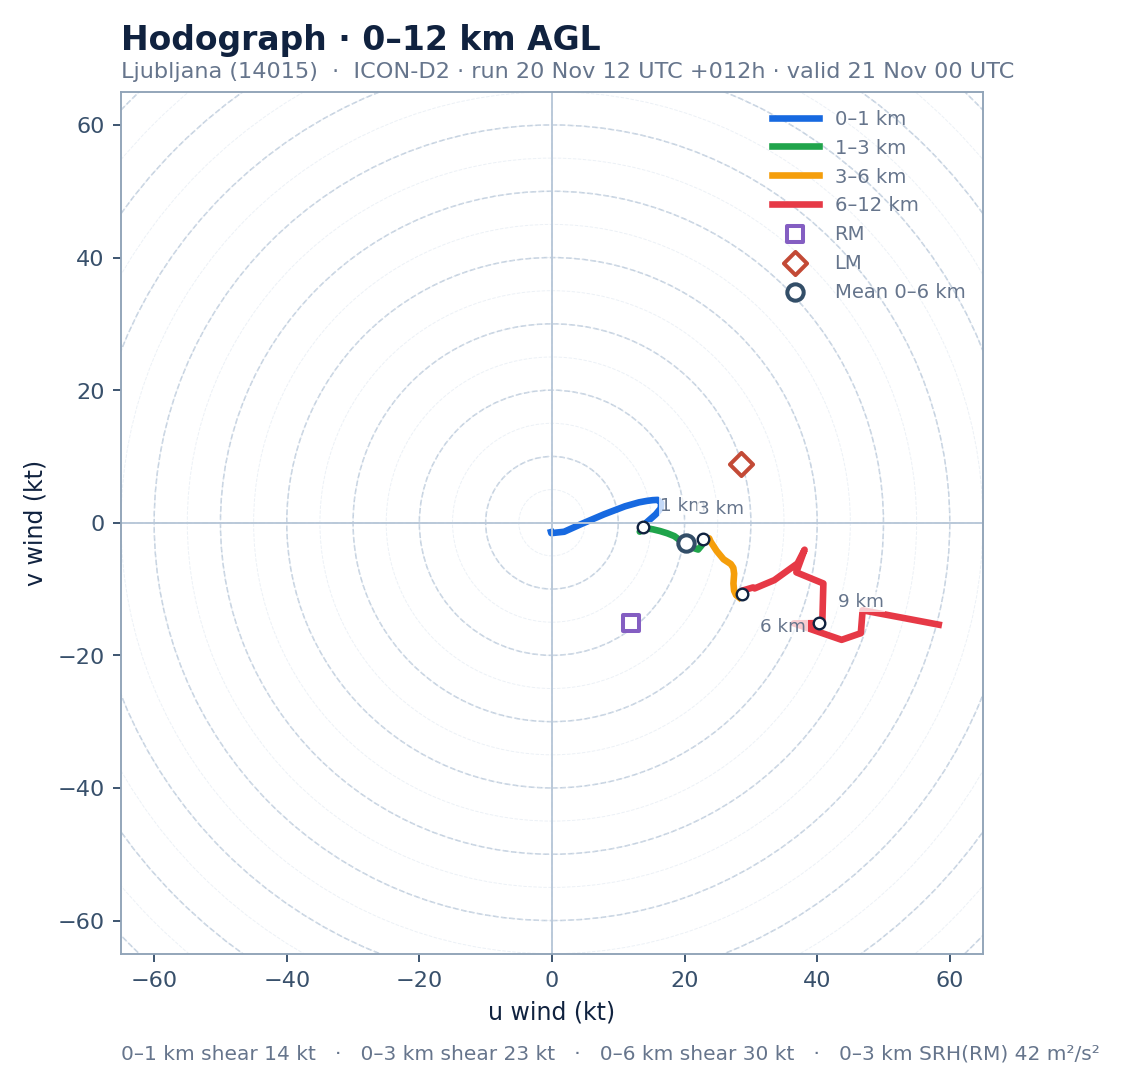 Hodograph · 0–12 km AGL
Ljubljana (14015) · ICON-D2 · run 20 Nov 12 UTC +012h · valid 21 Nov 00 UTC
0–1 km
1–3 km
3–6 km
6–12 km
RM
LM
Mean 0–6 km
60
40
20
0
−20
−40
−60
v wind (kt)
1 km
3 km
9 km
6 km
−60
−40
−20
0
20
40
60
u wind (kt)
0–1 km shear 14 kt · 0–3 km shear 23 kt · 0–6 km shear 30 kt · 0–3 km SRH(RM) 42 m²/s²